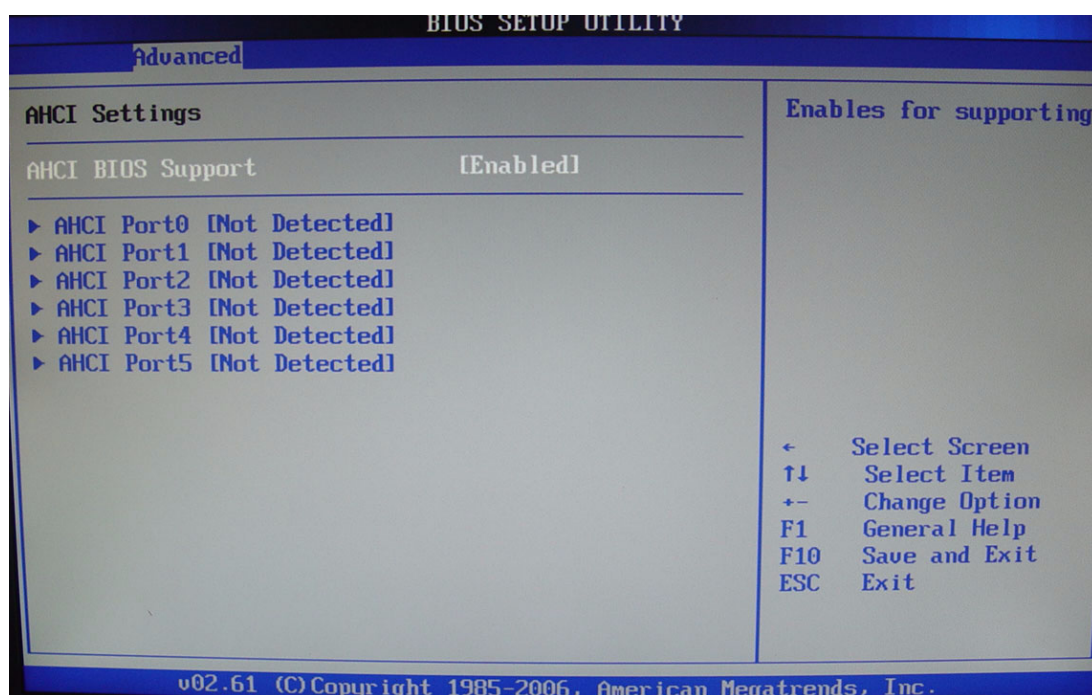 BIOS SETUP UTILITY
Advanced
AHCI Settings
AHCI BIOS Support [Enabled]
▶ AHCI Port0 [Not Detected]
▶ AHCI Port1 [Not Detected]
▶ AHCI Port2 [Not Detected]
▶ AHCI Port3 [Not Detected]
▶ AHCI Port4 [Not Detected]
▶ AHCI Port5 [Not Detected]
Enables for supporting
← Select Screen
↑↓ Select Item
+- Change Option
F1 General Help
F10 Save and Exit
ESC Exit
v02.61 (C)Copyright 1985-2006, American Megatrends, Inc.